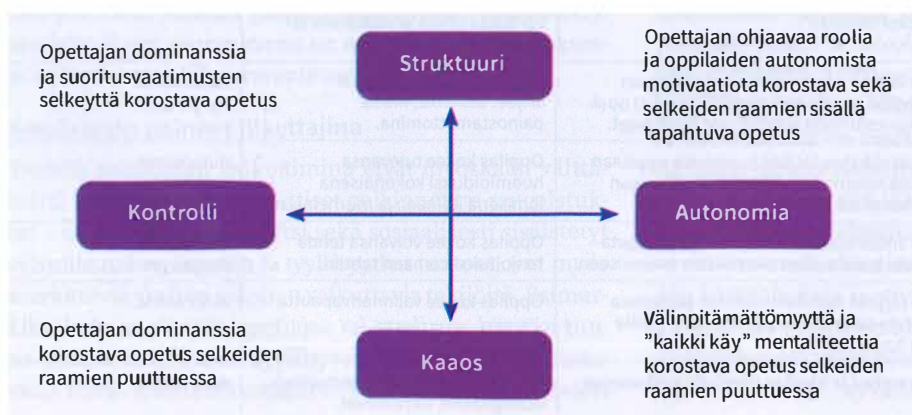 Opettajan dominanssia
ja suoritusvaatimusten
selkeyttä korostava opetus
Struktuuri
Opettajan ohjaavaa roolia
ja oppilaiden autonomista
motivaatiota korostava sekä
selkeiden raamien sisällä
tapahtuva opetus
Kontrolli
Autonomia
Opettajan dominanssia
korostava opetus selkeiden
raamien puuttuessa
Kaaos
Välinpitämättömyyttä ja
”kaikki käy” mentaliteettia
korostava opetus selkeiden
raamien puuttuessa